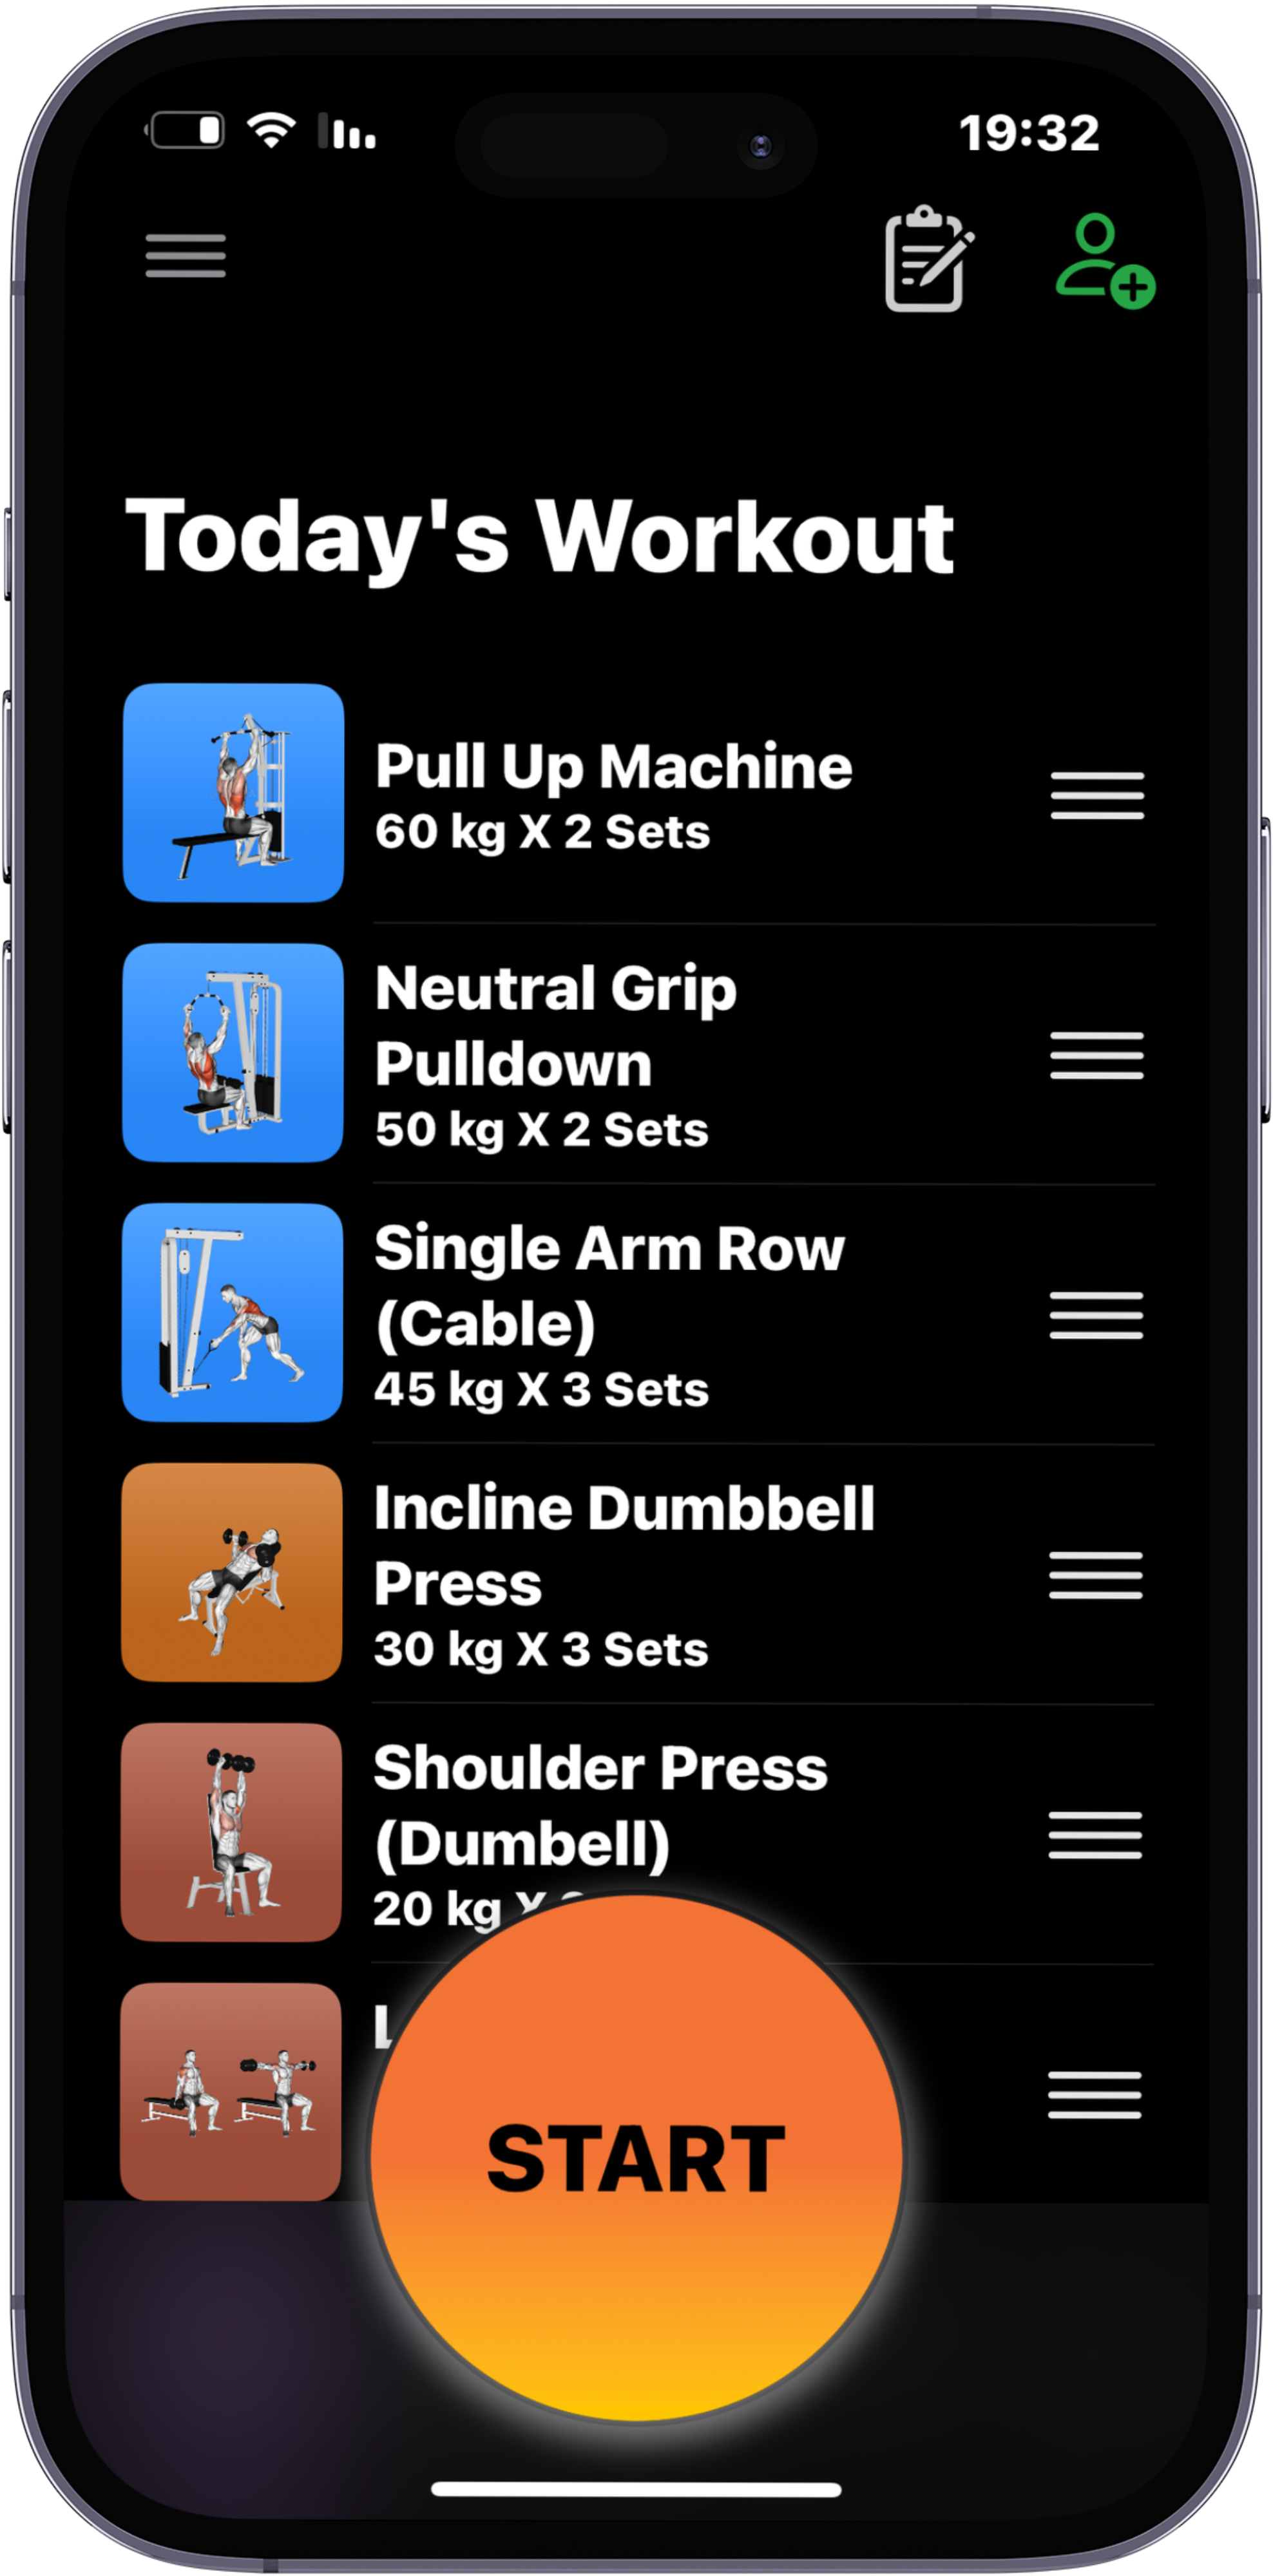 19:32
Today's Workout
Pull Up Machine
60 kg X 2 Sets
Neutral Grip
Pulldown
50 kg X 2 Sets
Single Arm Row
(Cable)
45 kg X 3 Sets
Incline Dumbbell
Press
30 kg X 3 Sets
Shoulder Press
(Dumbell)
20 kg X
START